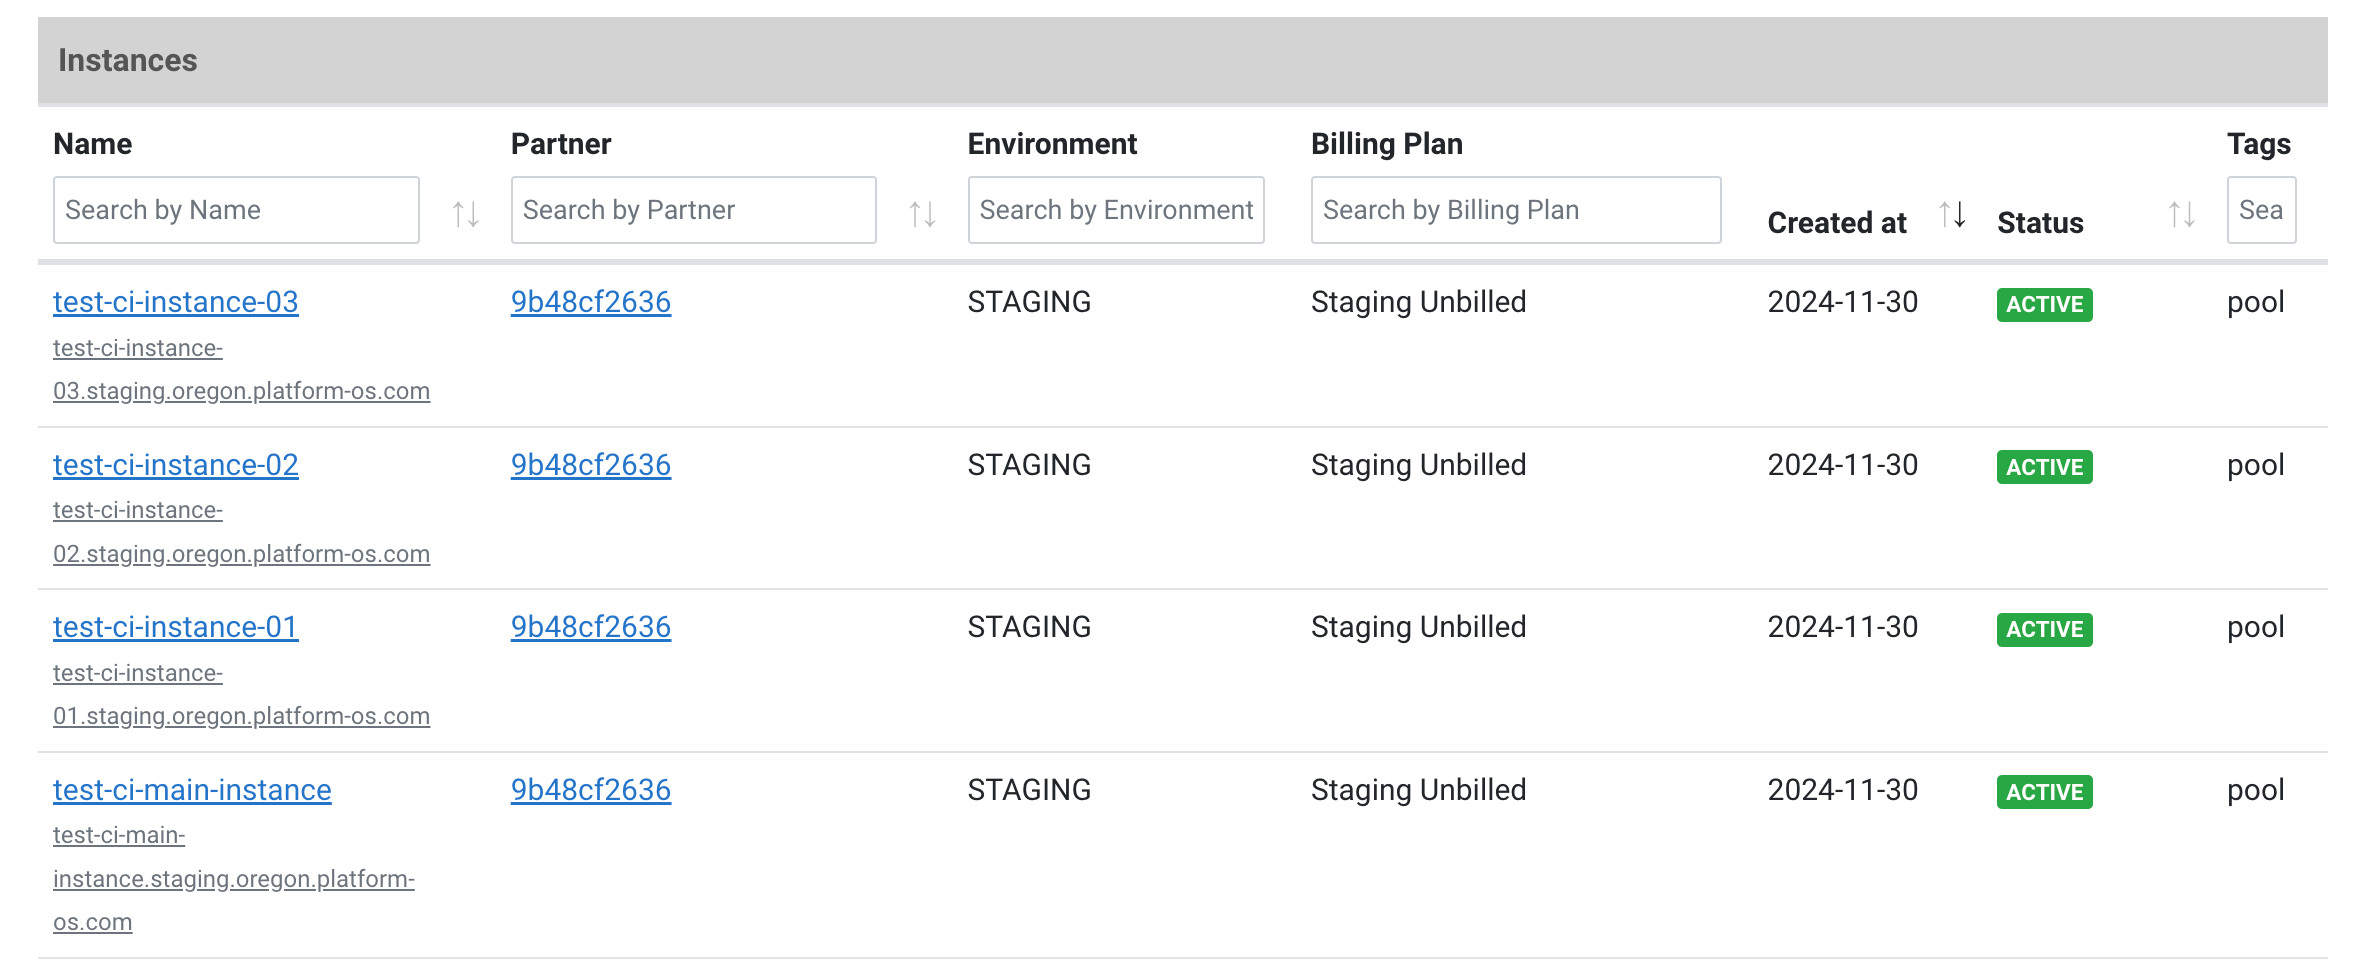 Instances
Name Partner Environment Billing Plan Tags
Search by Name Search by Partner Search by Environment Search by Billing Plan Created at Status Sea
test-ci-instance-03 9b48cf2636 STAGING Staging Unbilled 2024-11-30 ACTIVE pool
test-ci-instance-
03.staging.oregon.platform-os.com
test-ci-instance-02 9b48cf2636 STAGING Staging Unbilled 2024-11-30 ACTIVE pool
test-ci-instance-
02.staging.oregon.platform-os.com
test-ci-instance-01 9b48cf2636 STAGING Staging Unbilled 2024-11-30 ACTIVE pool
test-ci-instance-
01.staging.oregon.platform-os.com
test-ci-main-instance 9b48cf2636 STAGING Staging Unbilled 2024-11-30 ACTIVE pool
test-ci-main-
instance.staging.oregon.platform-
os.com